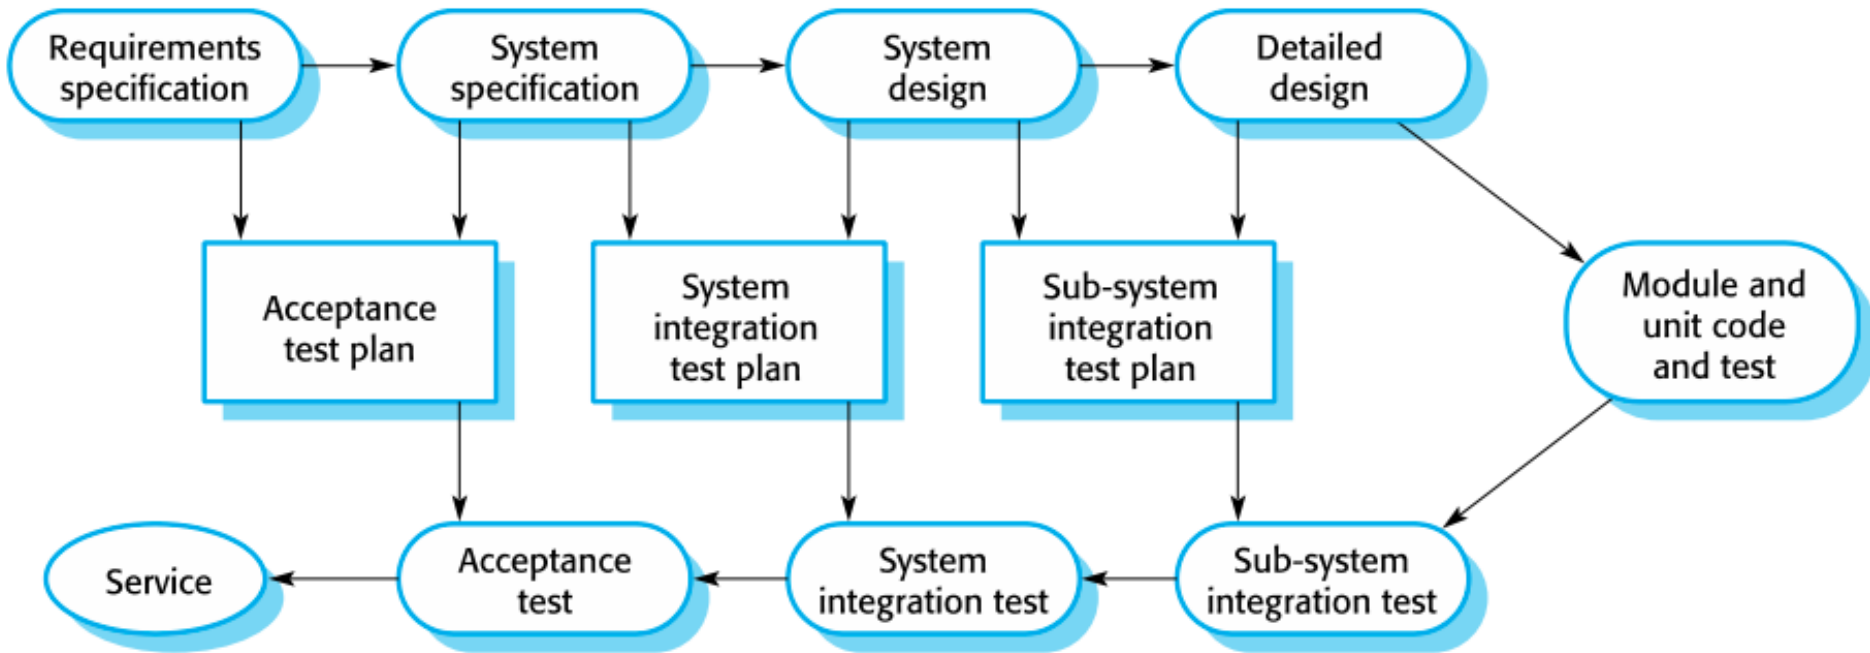 Requirements
specification
System
specification
System
design
Detailed
design
Acceptance
test plan
System
integration
test plan
Sub-system
integration
test plan
Module and
unit code
and test
Service
Acceptance
test
System
integration test
Sub-system
integration test